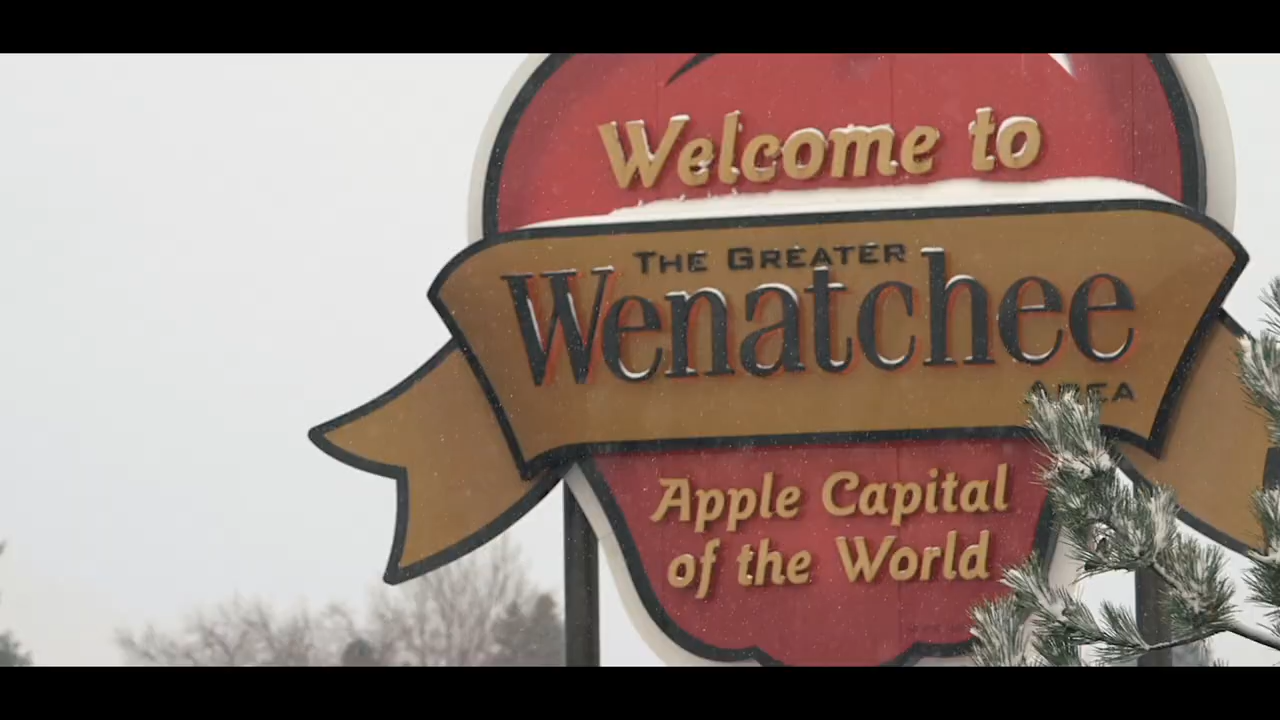 Welcome to
The Greater
Wenatchee
Area
Apple Capital
of the World